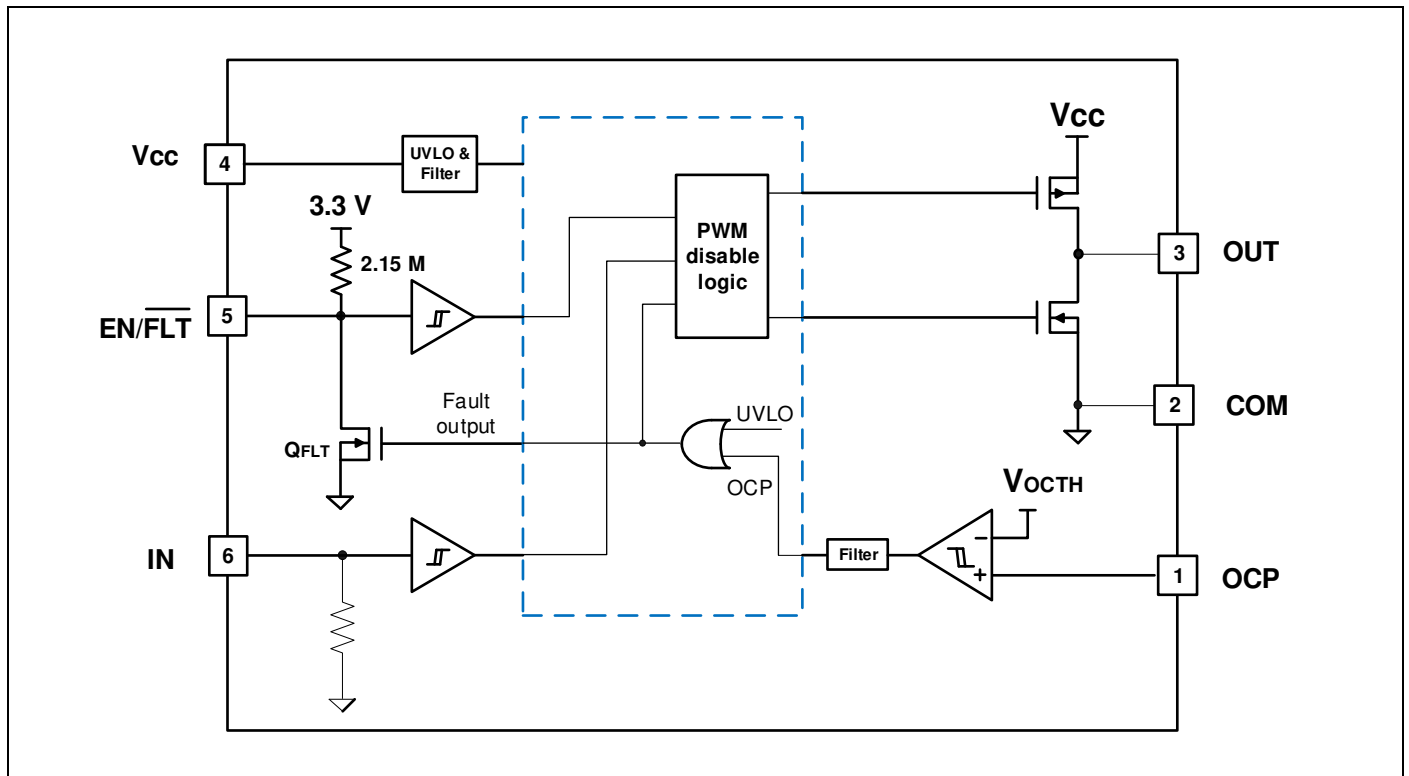 Vcc
4
UVLO &
Filter
3.3 V
2.15 M
EN/FLT
5
QFLT
Fault
output
IN
6
PWM
disable
logic
UVLO
OCP
Filter
VOCTH
−
+
Vcc
3
OUT
2
COM
1
OCP